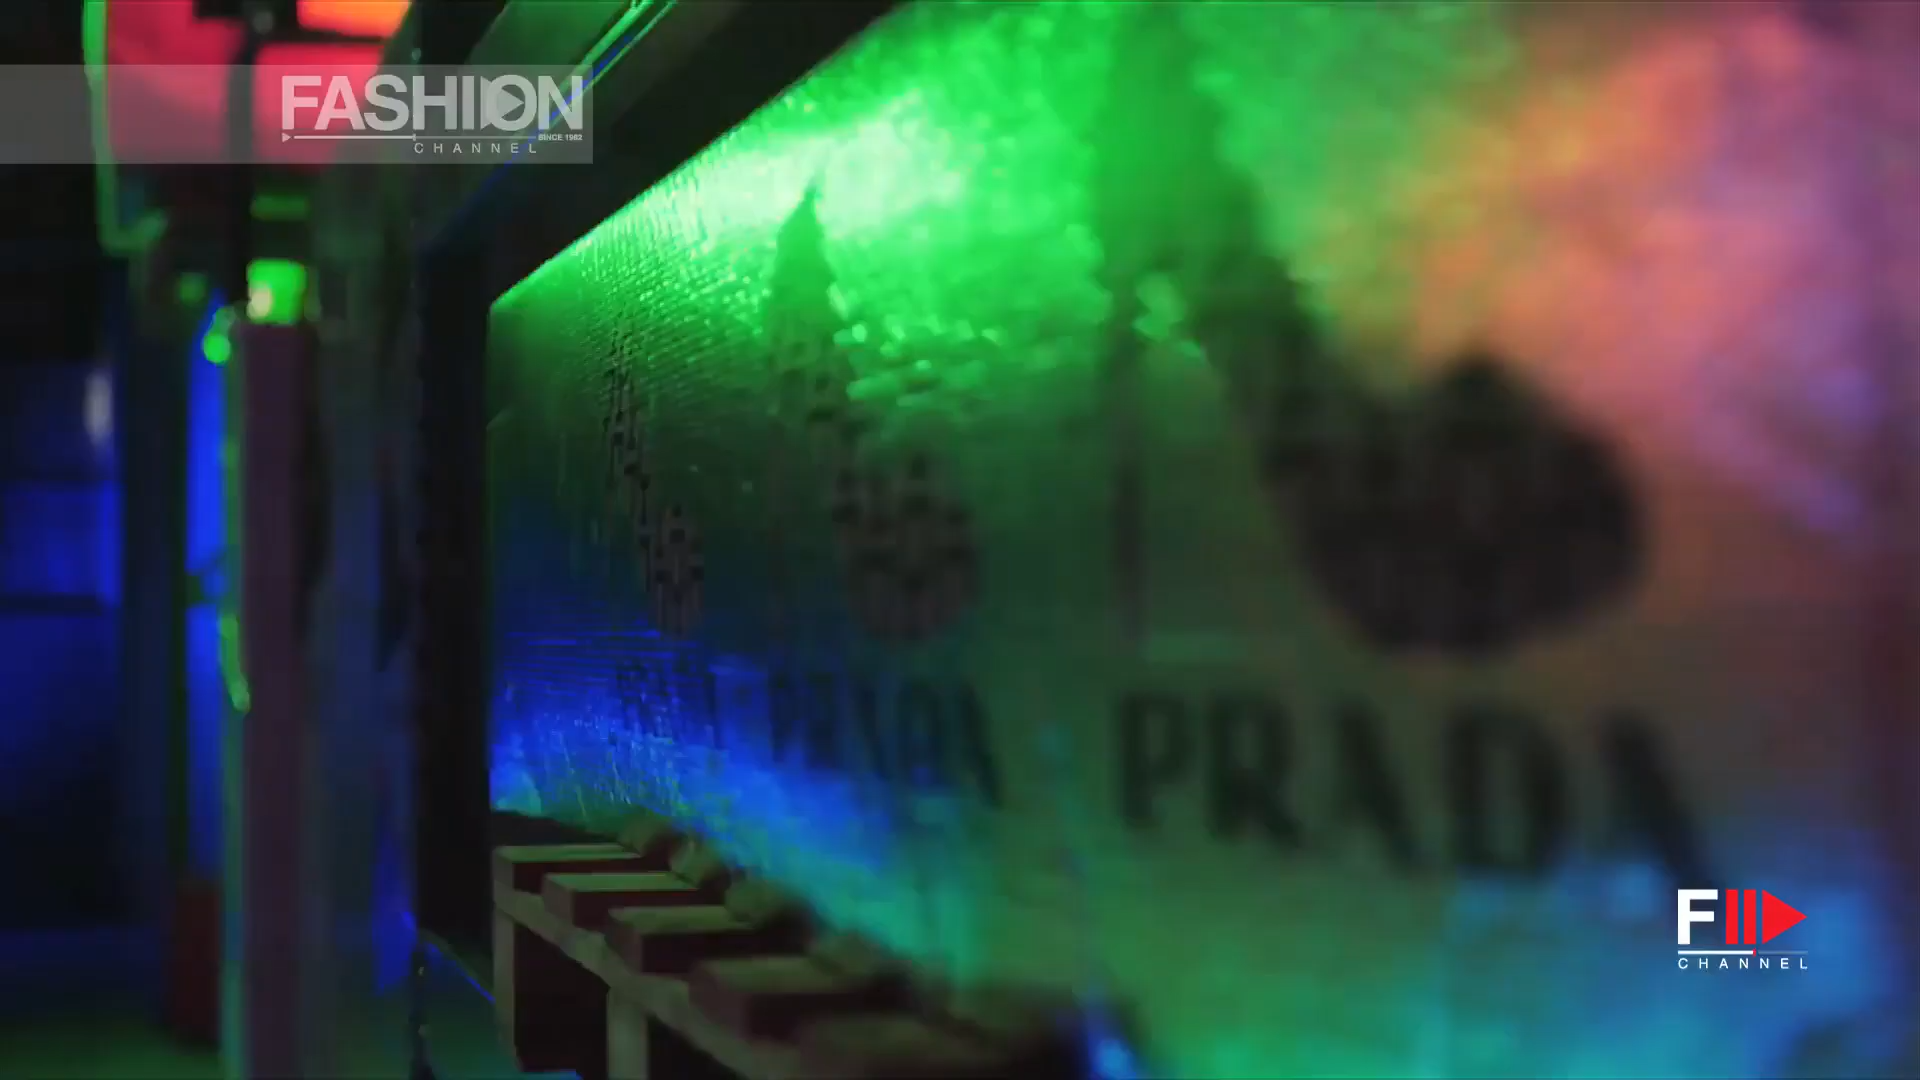 FASHION
SINCE 1982
CHANNEL
PRADA
PRADA
F
CHANNEL